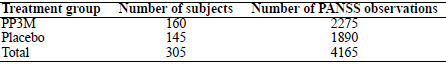 Treatment group Number of subjects Number of PANSS observations
PP3M 160 2275
Placebo 145 1890
Total 305 4165